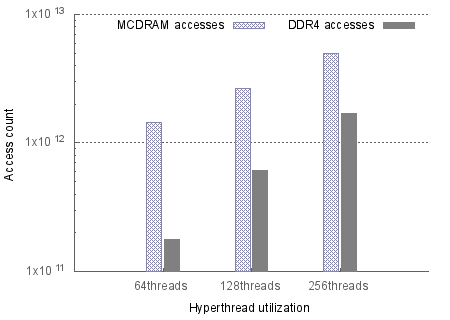 1x10 13
MCDRAM accesses
DDR4 accesses
1x10 12
1x10 11
Access count
64threads
128threads
256threads
Hyperthread utilization